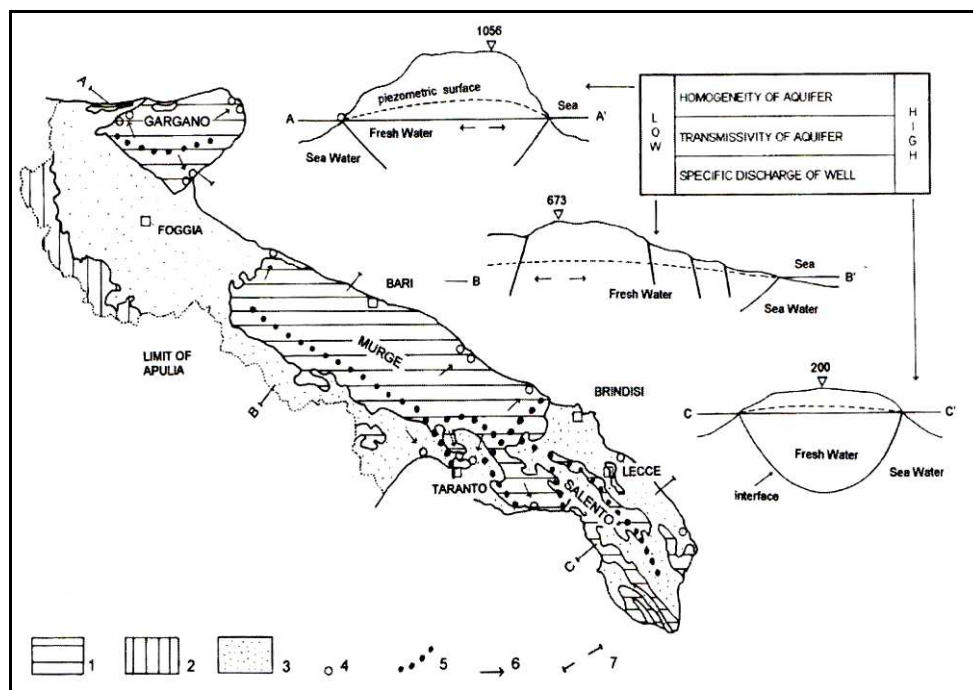 1056
piezometric surface
A
Sea
A'
Fresh Water
Sea Water
LOW
HOMOGENEITY OF AQUIFER
TRANSMISSIVITY OF AQUIFER
SPECIFIC DISCHARGE OF WELL
HIGH
A
GARGANO
FOGGIA
673
B
Sea
B'
Fresh Water
Sea Water
BARI
MURGE
LIMIT OF
APULIA
B
BRINDISI
200
C
C'
Fresh Water
Sea Water
interface
LECCE
TARANTO
SALENTO
C
1
2
3
4
5
6
7